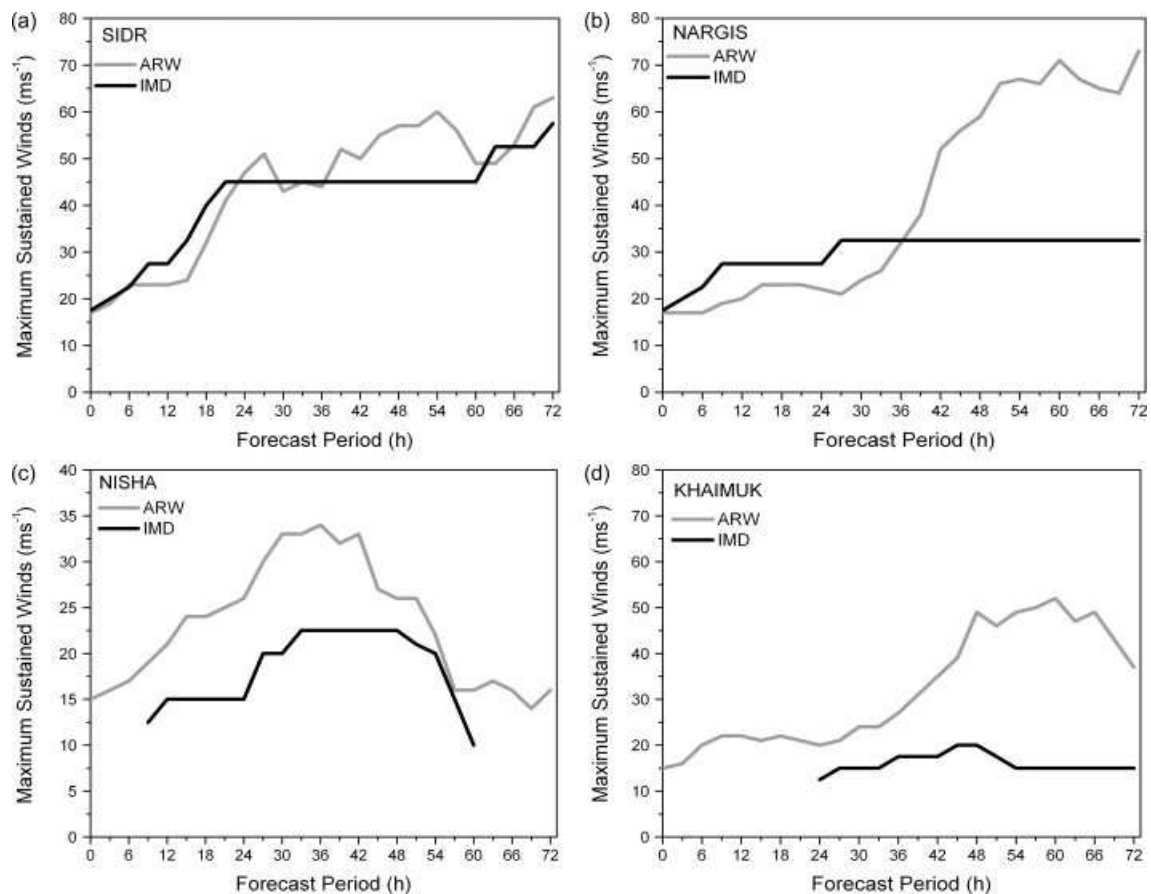 (a)
SIDR
ARW
IMD
Maximum Sustained Winds (ms⁻¹)
80
70
60
50
40
30
20
10
0
0 6 12 18 24 30 36 42 48 54 60 66 72
Forecast Period (h)
(b)
NARGIS
ARW
IMD
Maximum Sustained Winds (ms⁻¹)
80
70
60
50
40
30
20
10
0
0 6 12 18 24 30 36 42 48 54 60 66 72
Forecast Period (h)
(c)
NISHA
ARW
IMD
Maximum Sustained Winds (ms⁻¹)
40
35
30
25
20
15
10
5
0
0 6 12 18 24 30 36 42 48 54 60 66 72
Forecast Period (h)
(d)
KHAIMUK
ARW
IMD
Maximum Sustained Winds (ms⁻¹)
80
70
60
50
40
30
20
10
0
0 6 12 18 24 30 36 42 48 54 60 66 72
Forecast Period (h)